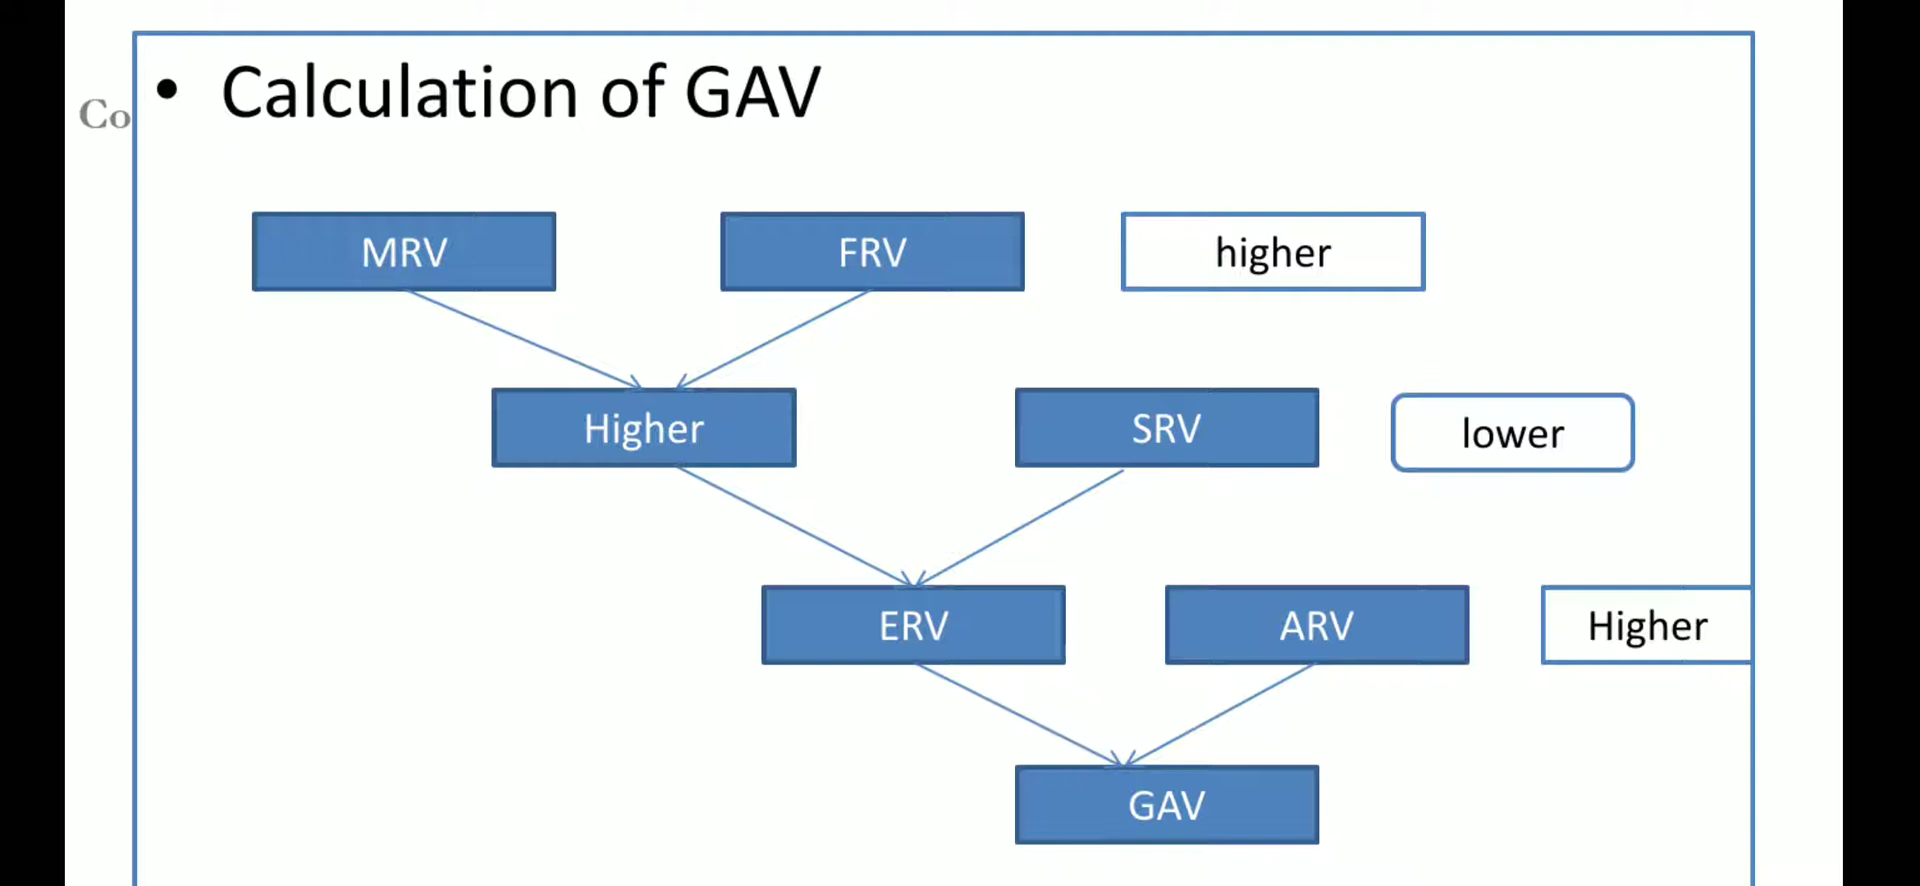 • Calculation of GAV
Co
MRV FRV higher
Higher SRV lower
ERV ARV Higher
GAV